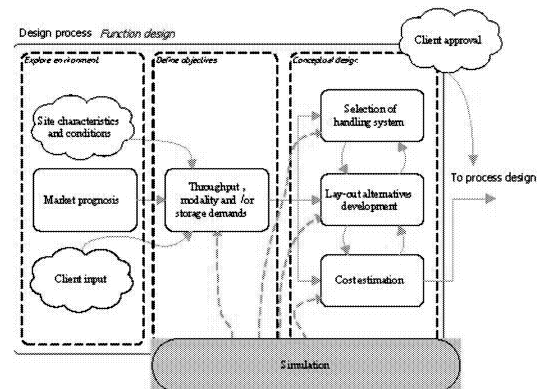 Design process Function design
Client approval
Explore environment
Define objectives
Conceptual design
Site characteristics
and conditions
Market prognosis
Client input
Throughput ,
modality and /or
storage demands
Selection of
handling system
Lay-out alternatives
development
Cost estimation
To process design
Simulation